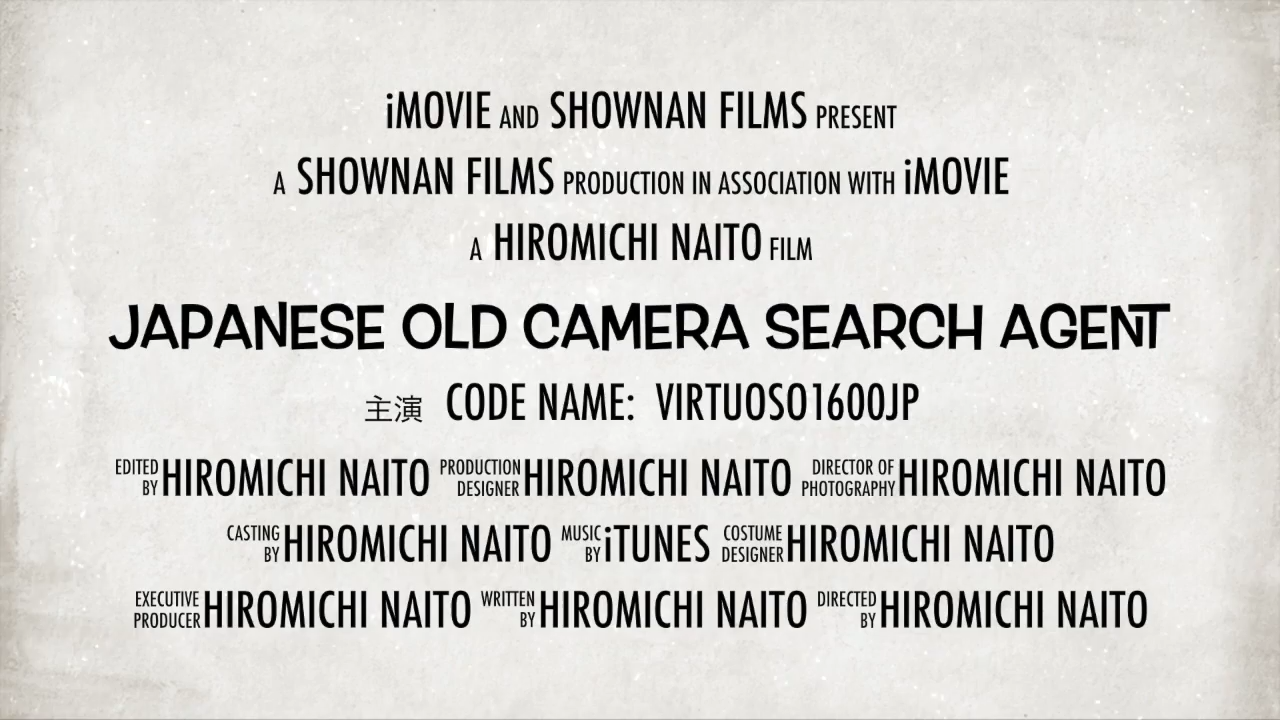 iMOVIE AND SHOWNAN FILMS PRESENT
A SHOWNAN FILMS PRODUCTION IN ASSOCIATION WITH iMOVIE
A HIROMICHI NAITO FILM
JAPANESE OLD CAMERA SEARCH AGENT
主演 CODE NAME: VIRTUOSO1600JP
EDITED BY HIROMICHI NAITO PRODUCTION DESIGNER HIROMICHI NAITO DIRECTOR OF PHOTOGRAPHY HIROMICHI NAITO
CASTING BY HIROMICHI NAITO MUSIC BY iTUNES COSTUME DESIGNER HIROMICHI NAITO
EXECUTIVE PRODUCER HIROMICHI NAITO WRITTEN BY HIROMICHI NAITO DIRECTED BY HIROMICHI NAITO